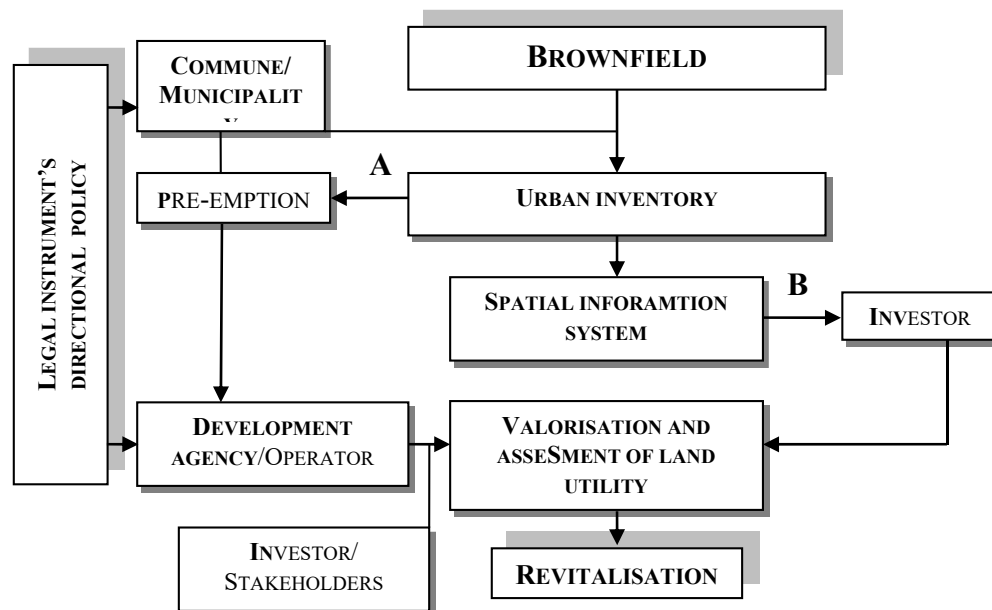 LEGAL INSTRUMENT'S
DIRECTIONAL POLICY
COMMUNE/
MUNICIPALIT
BROWNFIELD
A
PRE-EMPTION
URBAN INVENTORY
SPATIAL INFORAMTION
SYSTEM
B
INVESTOR
DEVELOPMENT
AGENCY/OPERATOR
VALORISATION AND
ASSESMENT OF LAND
UTILITY
INVESTOR/
STAKEHOLDERS
REVITALISATION